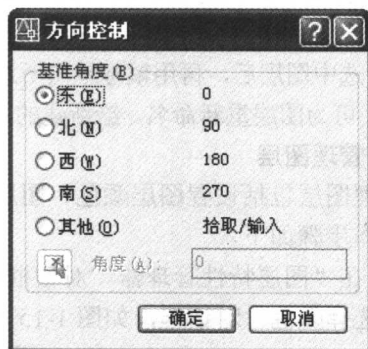 方向控制
基准角度(B)
东(E) 0
北(N) 90
西(W) 180
南(S) 270
其他(O) 拾取/输入
角度(A): 0
确定 取消